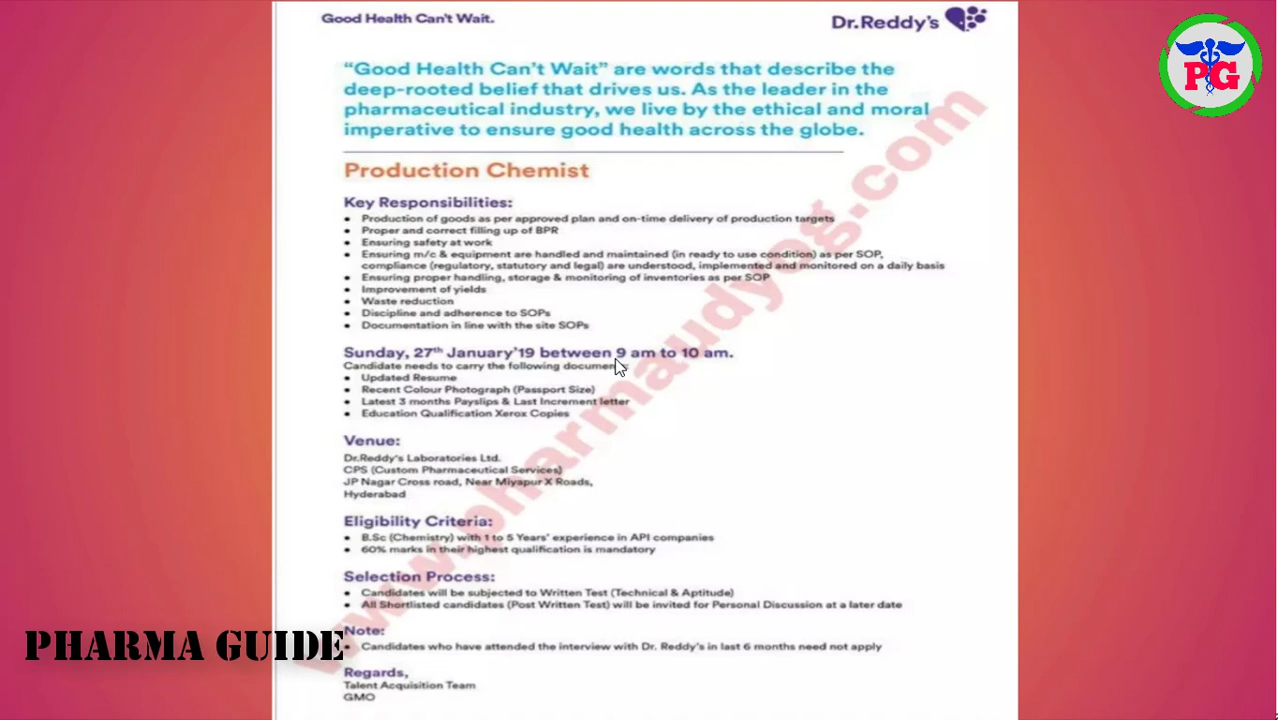 Good Health Can't Wait.
Dr.Reddy's
PG
"Good Health Can't Wait" are words that describe the
deep-rooted belief that drives us. As the leader in the
pharmaceutical industry, we live by the ethical and moral
imperative to ensure good health across the globe.
Production Chemist
Key Responsibilities:
• Production of goods as per approved plan and on-time delivery of production targets
• Proper and correct filling up of BPR
• Ensuring safety at work
• Ensuring m/c & equipment are handled and maintained (in ready to use condition) as per SOP,
compliance (regulatory, statutory and legal) are understood, implemented and monitored on a daily basis
• Ensuring proper handling, storage & monitoring of inventories as per SOP
• Improvement of yields
• Waste reduction
• Discipline and adherence to SOPs
• Documentation in line with the site SOPs
Sunday, 27th January'19 between 9 am to 10 am.
Candidate needs to carry the following documents
• Updated Resume
• Recent Colour Photograph (Passport Size)
• Latest 3 months Payslips & Last Increment letter
• Education Qualification Xerox Copies
Venue:
Dr.Reddy's Laboratories Ltd.
CPS (Custom Pharmaceutical Services)
JP Nagar Cross road, Near Miyapur X Roads,
Hyderabad
Eligibility Criteria:
• B.Sc (Chemistry) with 1 to 5 Years' experience in API companies
• 60% marks in their highest qualification is mandatory
Selection Process:
• Candidates will be subjected to Written Test (Technical & Aptitude)
• All Shortlisted candidates (Post Written Test) will be invited for Personal Discussion at a later date
Note:
• Candidates who have attended the interview with Dr. Reddy's in last 6 months need not apply
Regards,
Talent Acquisition Team
GMO
www.pharmaudyog.com
PHARMA GUIDE